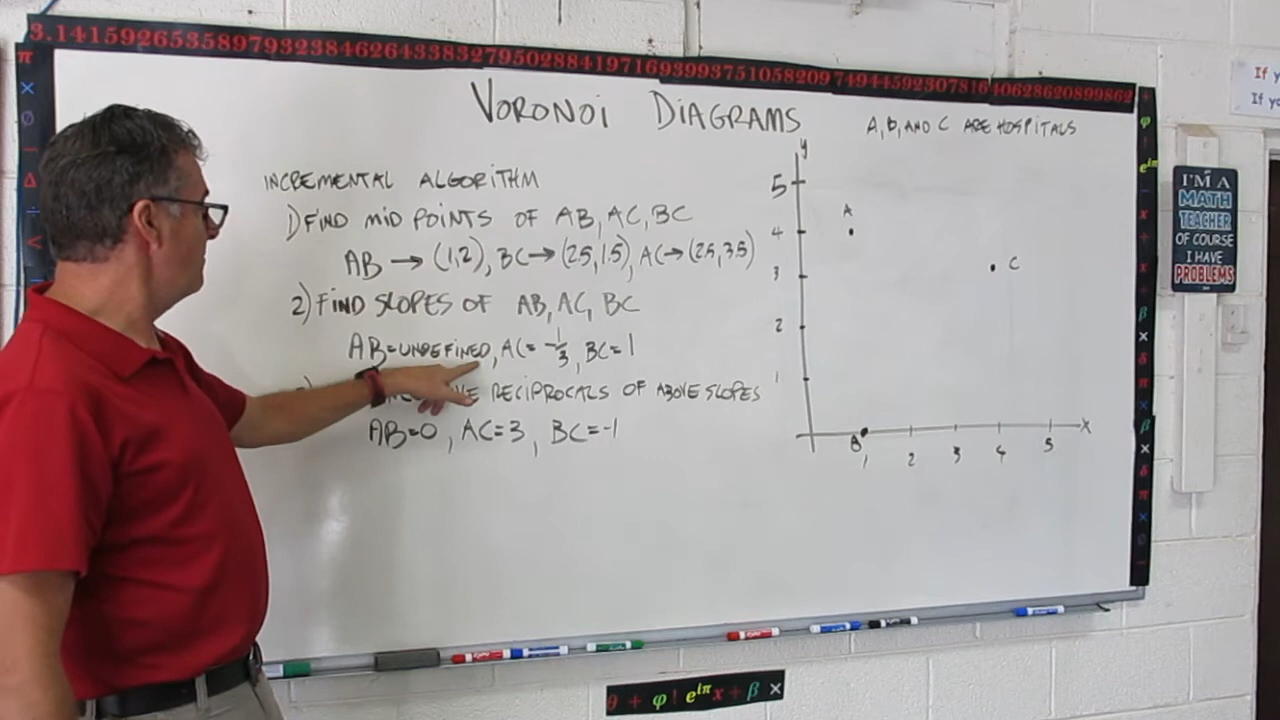 3.14159265358979323846264338327950288419716939937510582097494459230781640628620899862
VORONOI DIAGRAMS
A, B, AND C ARE HOSPITALS
INCREMENTAL ALGORITHM
1) FIND MID POINTS OF AB, AC, BC
AB → (1,2), BC → (2.5,1.5), AC → (2.5,3.5)
2) FIND SLOPES OF AB, AC, BC
AB=UNDEFINED, AC= -1/3, BC=1
RECIPROCALS OF ABOVE SLOPES
AB=0, AC=3, BC=-1
y
5
4
3
2
1
A
C
B
1 2 3 4 5
X
I'M A
MATH
TEACHER
OF COURSE
I HAVE
PROBLEMS
If y
If yo
θ + φ ! e^iπ x + β ×